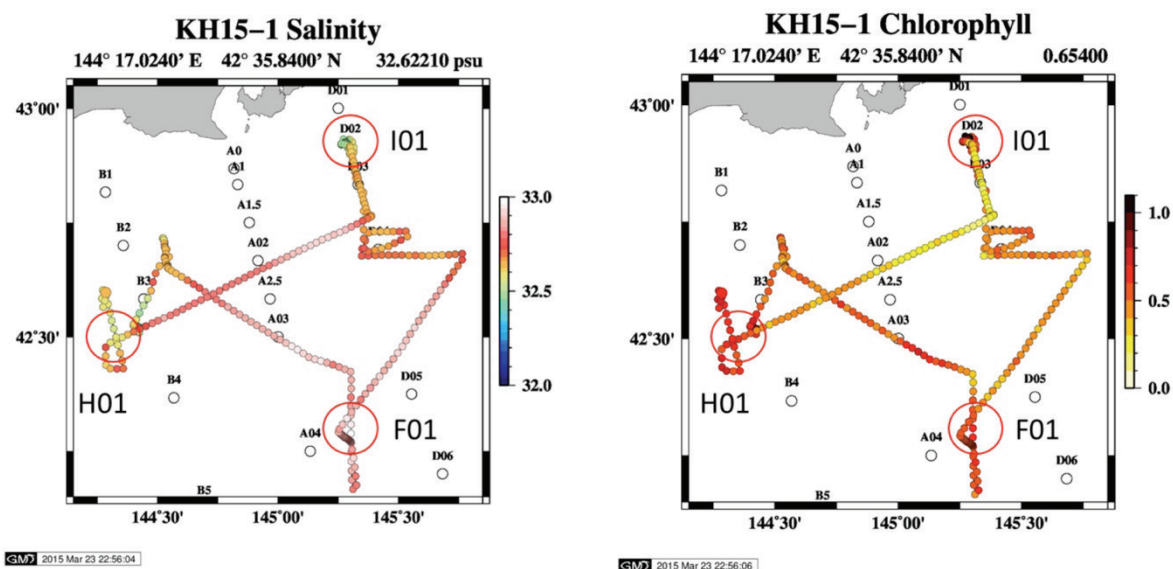 KH15-1 Salinity
144° 17.0240' E 42° 35.8400' N 32.62210 psu
43°00'
42°30'
144°30'
145°00'
145°30'
D01
D02
I01
A0
A1
B1
A1.5
B2
A02
A2.5
B3
A03
H01
B4
D05
F01
A04
D06
B5
33.0
32.5
32.0
GMD 2015 Mar 23 22:56:04
KH15-1 Chlorophyll
144° 17.0240' E 42° 35.8400' N 0.65400
43°00'
42°30'
144°30'
145°00'
145°30'
D01
D02
I01
A0
A1
B1
A1.5
B2
A02
A2.5
B3
A03
H01
B4
D05
F01
A04
D06
B5
1.0
0.5
0.0
GMD 2015 Mar 23 22:56:06